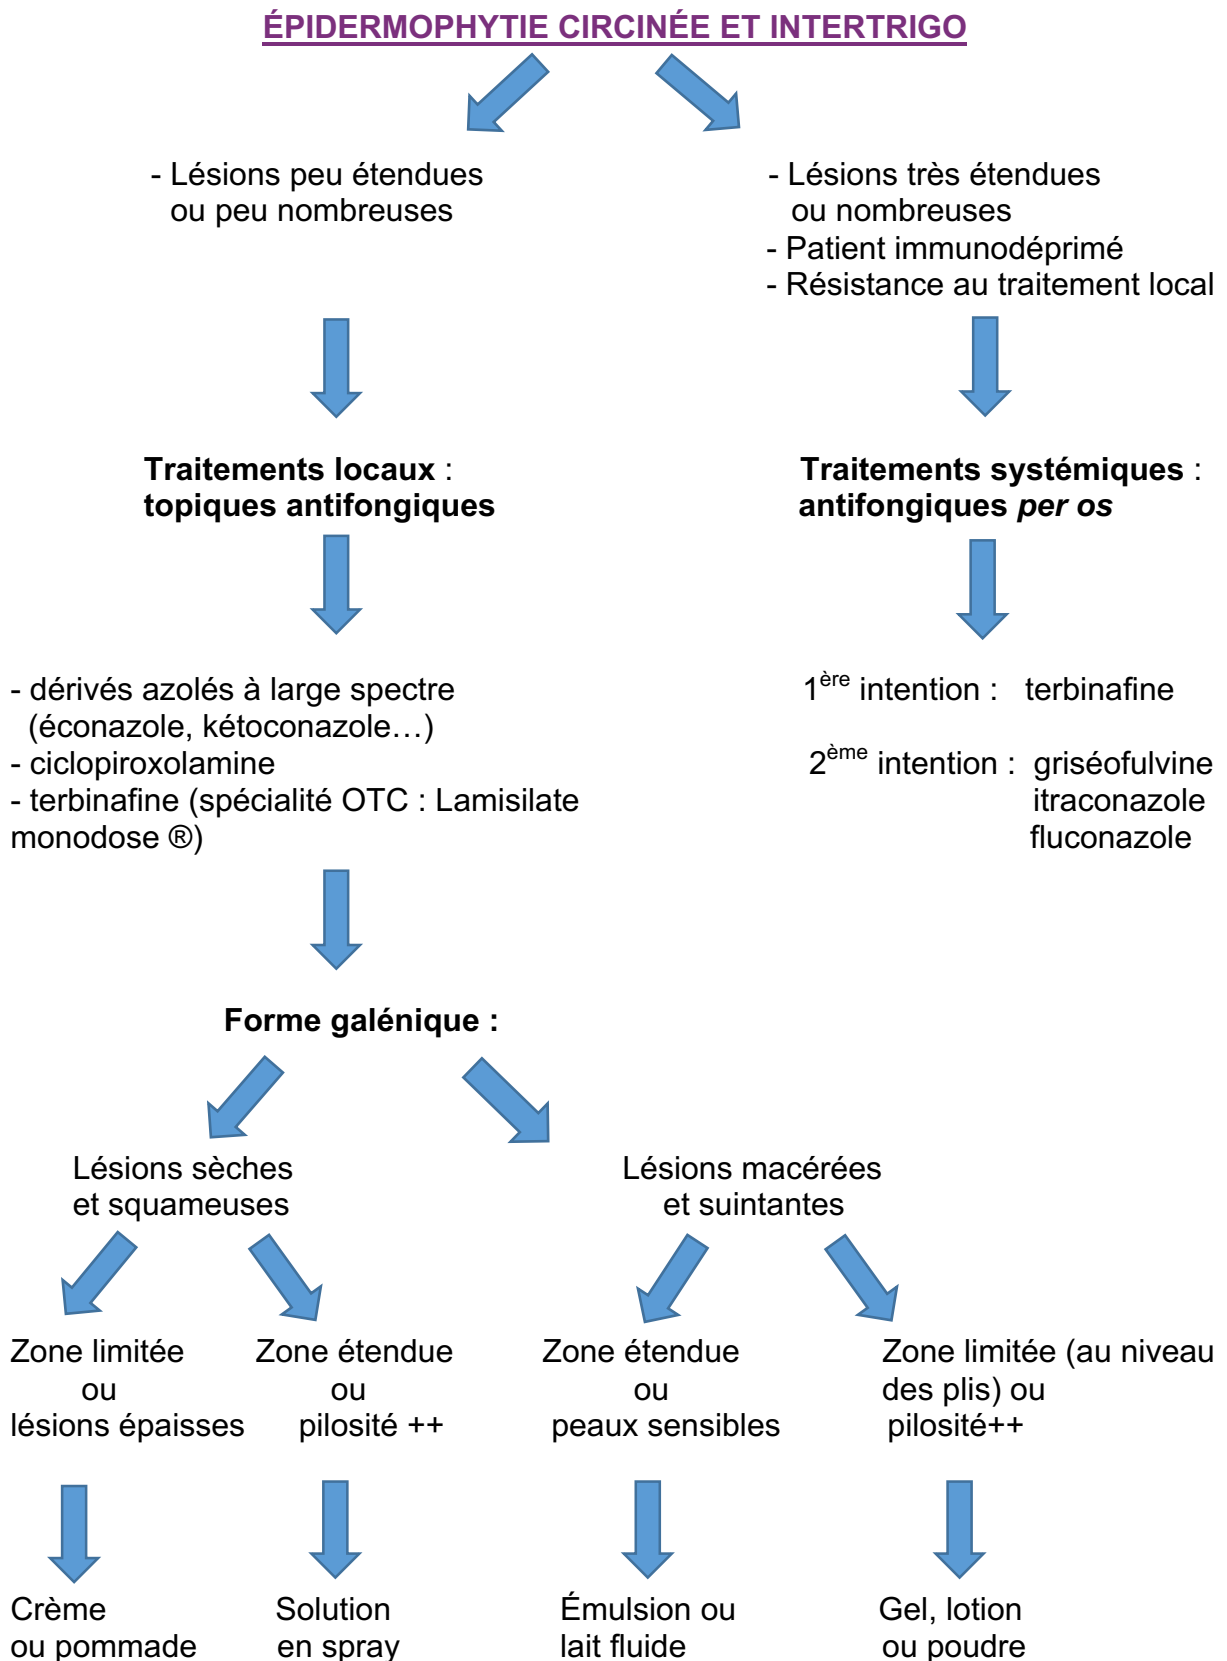 ÉPIDERMOPHYTIE CIRCINÉE ET INTERTRIGO
- Lésions peu étendues
ou peu nombreuses
- Lésions très étendues
ou nombreuses
- Patient immunodéprimé
- Résistance au traitement local
Traitements locaux :
topiques antifongiques
Traitements systémiques :
antifongiques per os
- dérivés azolés à large spectre
(éconazole, kétoconazole…)
- ciclopiroxolamine
- terbinafine (spécialité OTC : Lamisilate
monodose ®)
1ère intention : terbinafine
2ème intention : griséofulvine
itraconazole
fluconazole
Forme galénique :
Lésions sèches
et squameuses
Lésions macérées
et suintantes
Zone limitée
ou
lésions épaisses
Zone étendue
ou
pilosité ++
Zone étendue
ou
peaux sensibles
Zone limitée (au niveau
des plis) ou
pilosité++
Crème
ou pommade
Solution
en spray
Émulsion ou
lait fluide
Gel, lotion
ou poudre